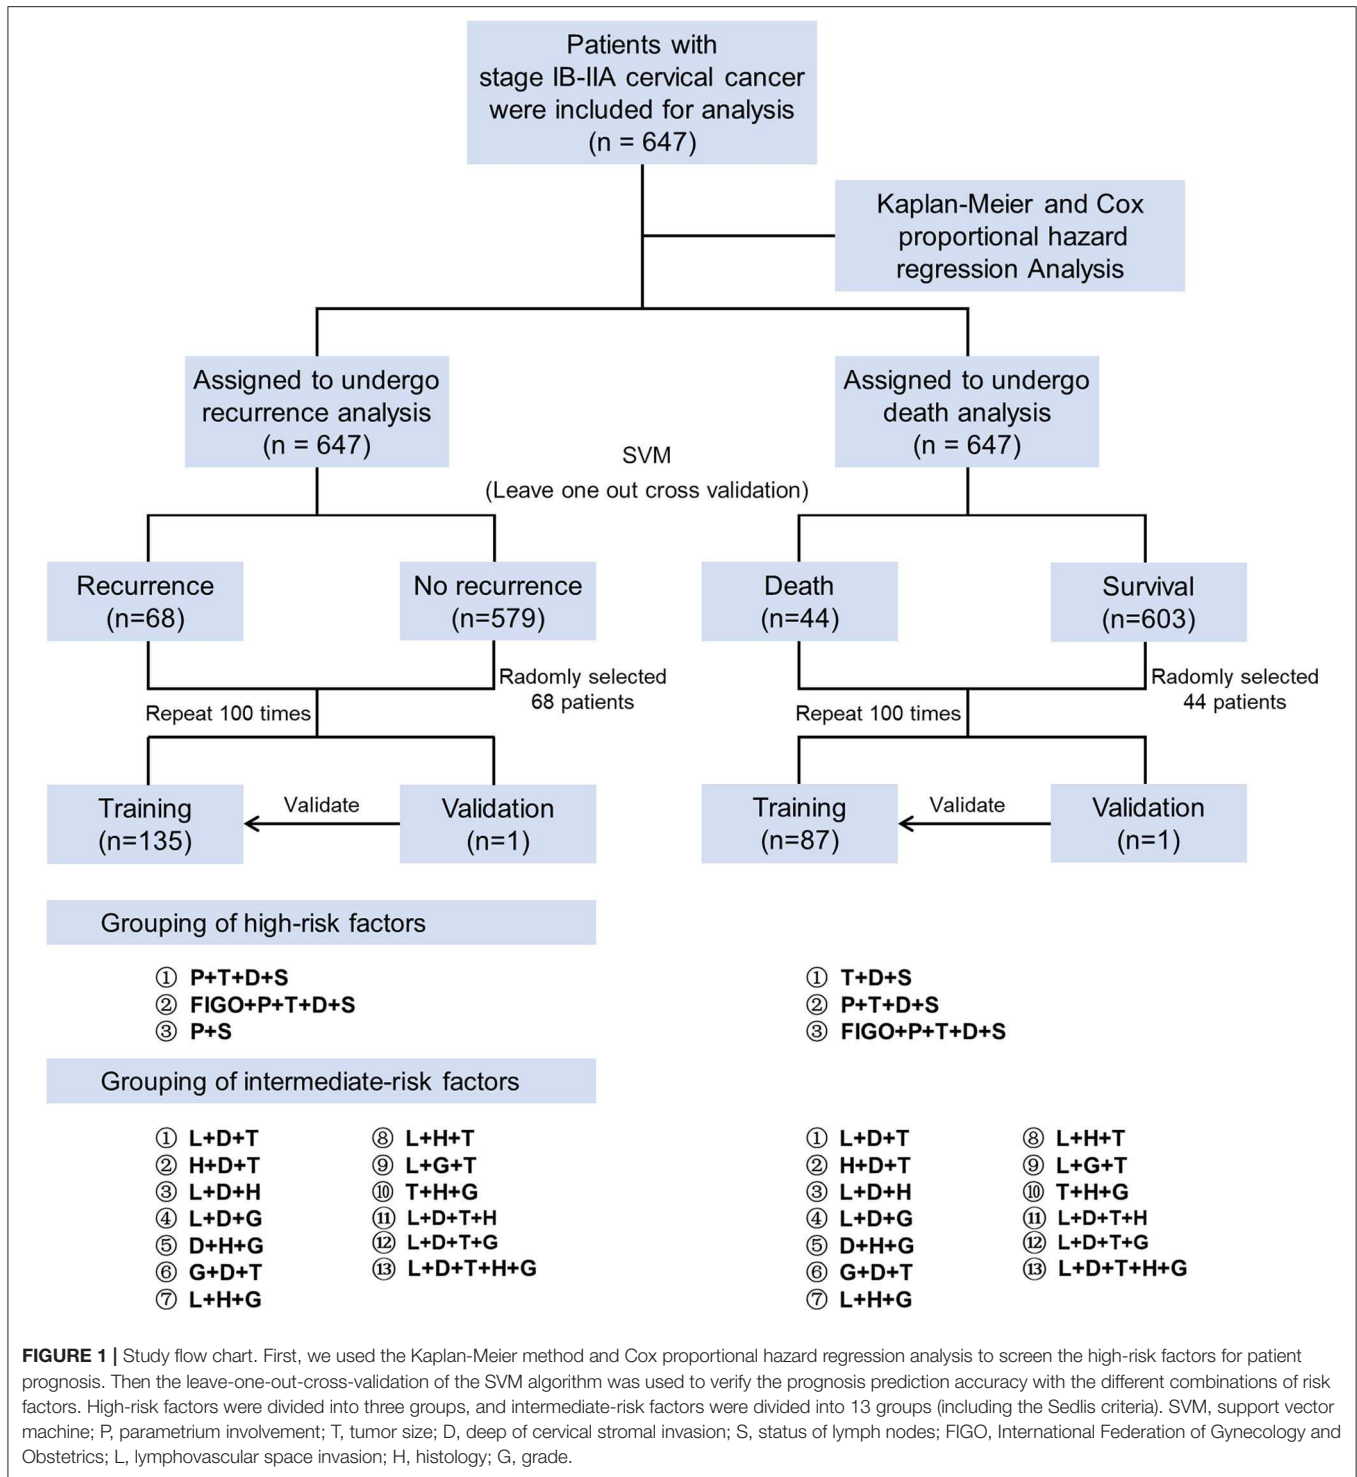 Patients with
stage IB-IIA cervical cancer
were included for analysis
(n = 647)
Kaplan-Meier and Cox
proportional hazard
regression Analysis
Assigned to undergo
recurrence analysis
(n = 647)
Assigned to undergo
death analysis
(n = 647)
SVM
(Leave one out cross validation)
Recurrence
(n=68)
No recurrence
(n=579)
Death
(n=44)
Survival
(n=603)
Radomly selected
68 patients
Repeat 100 times
Radomly selected
44 patients
Repeat 100 times
Training
(n=135)
Validate
Validation
(n=1)
Training
(n=87)
Validate
Validation
(n=1)
Grouping of high-risk factors
① P+T+D+S
② FIGO+P+T+D+S
③ P+S
① T+D+S
② P+T+D+S
③ FIGO+P+T+D+S
Grouping of intermediate-risk factors
① L+D+T
② H+D+T
③ L+D+H
④ L+D+G
⑤ D+H+G
⑥ G+D+T
⑦ L+H+G
⑧ L+H+T
⑨ L+G+T
⑩ T+H+G
⑪ L+D+T+H
⑫ L+D+T+G
⑬ L+D+T+H+G
① L+D+T
② H+D+T
③ L+D+H
④ L+D+G
⑤ D+H+G
⑥ G+D+T
⑦ L+H+G
⑧ L+H+T
⑨ L+G+T
⑩ T+H+G
⑪ L+D+T+H
⑫ L+D+T+G
⑬ L+D+T+H+G
FIGURE 1 | Study flow chart. First, we used the Kaplan-Meier method and Cox proportional hazard regression analysis to screen the high-risk factors for patient
prognosis. Then the leave-one-out-cross-validation of the SVM algorithm was used to verify the prognosis prediction accuracy with the different combinations of risk
factors. High-risk factors were divided into three groups, and intermediate-risk factors were divided into 13 groups (including the Sedlis criteria). SVM, support vector
machine; P, parametrium involvement; T, tumor size; D, deep of cervical stromal invasion; S, status of lymph nodes; FIGO, International Federation of Gynecology and
Obstetrics; L, lymphovascular space invasion; H, histology; G, grade.